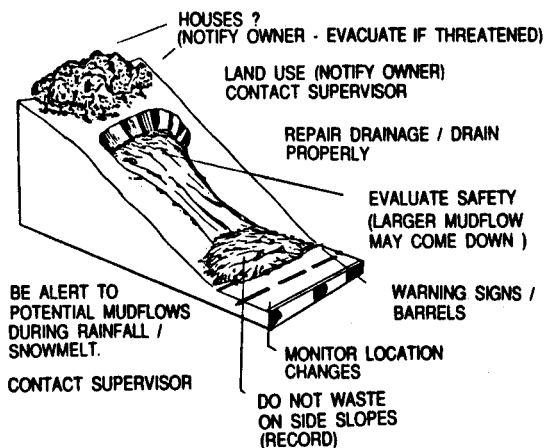 HOUSES ?
(NOTIFY OWNER - EVACUATE IF THREATENED)
LAND USE (NOTIFY OWNER)
CONTACT SUPERVISOR
REPAIR DRAINAGE / DRAIN
PROPERLY
EVALUATE SAFETY
(LARGER MUDFLOW
MAY COME DOWN )
WARNING SIGNS /
BARRELS
BE ALERT TO
POTENTIAL MUDFLOWS
DURING RAINFALL /
SNOWMELT.
CONTACT SUPERVISOR
MONITOR LOCATION
CHANGES
DO NOT WASTE
ON SIDE SLOPES
(RECORD)